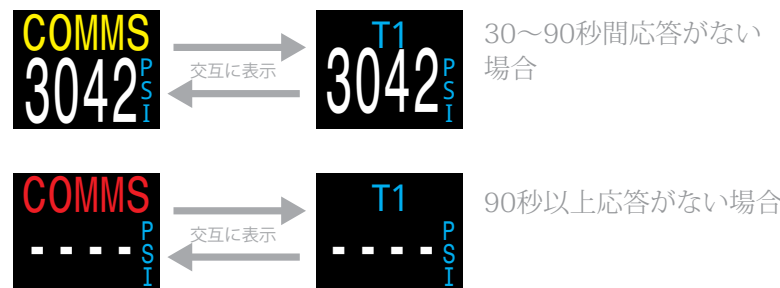 COMMS
3042 PSI
交互に表示
T1
3042 PSI
30～90秒間応答がない
場合
COMMS
---- PSI
交互に表示
T1
---- PSI
90秒以上応答がない場合